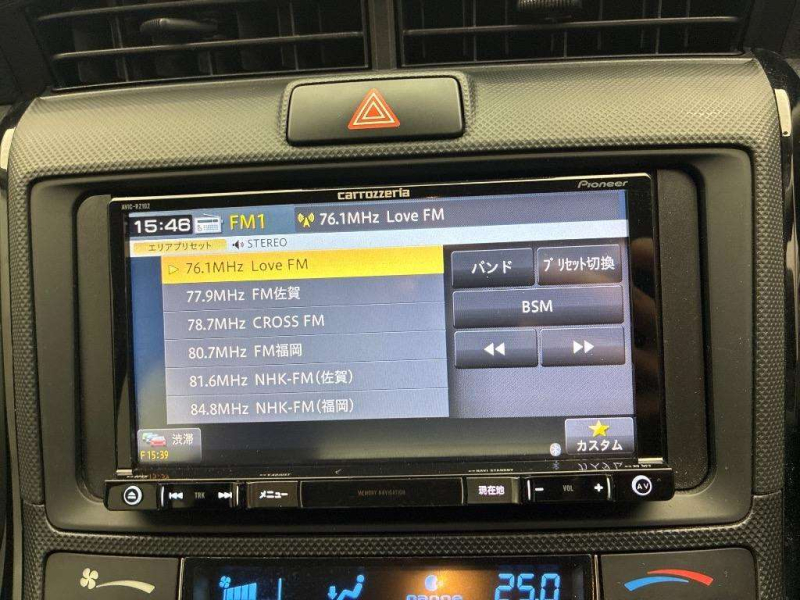 carrozzeria
Pioneer
AVIC-RZ102
15:46 FM1 76.1MHz Love FM
エリアプリセット STEREO
76.1MHz Love FM
77.9MHz FM佐賀
78.7MHz CROSS FM
80.7MHz FM福岡
81.6MHz NHK-FM(佐賀)
84.8MHz NHK-FM(福岡)
バンド プリセット切換
BSM
渋滞
F 15:39
カスタム
TRK メニュー MEMORY NAVIGATION 現在地 VOL AV
25.0